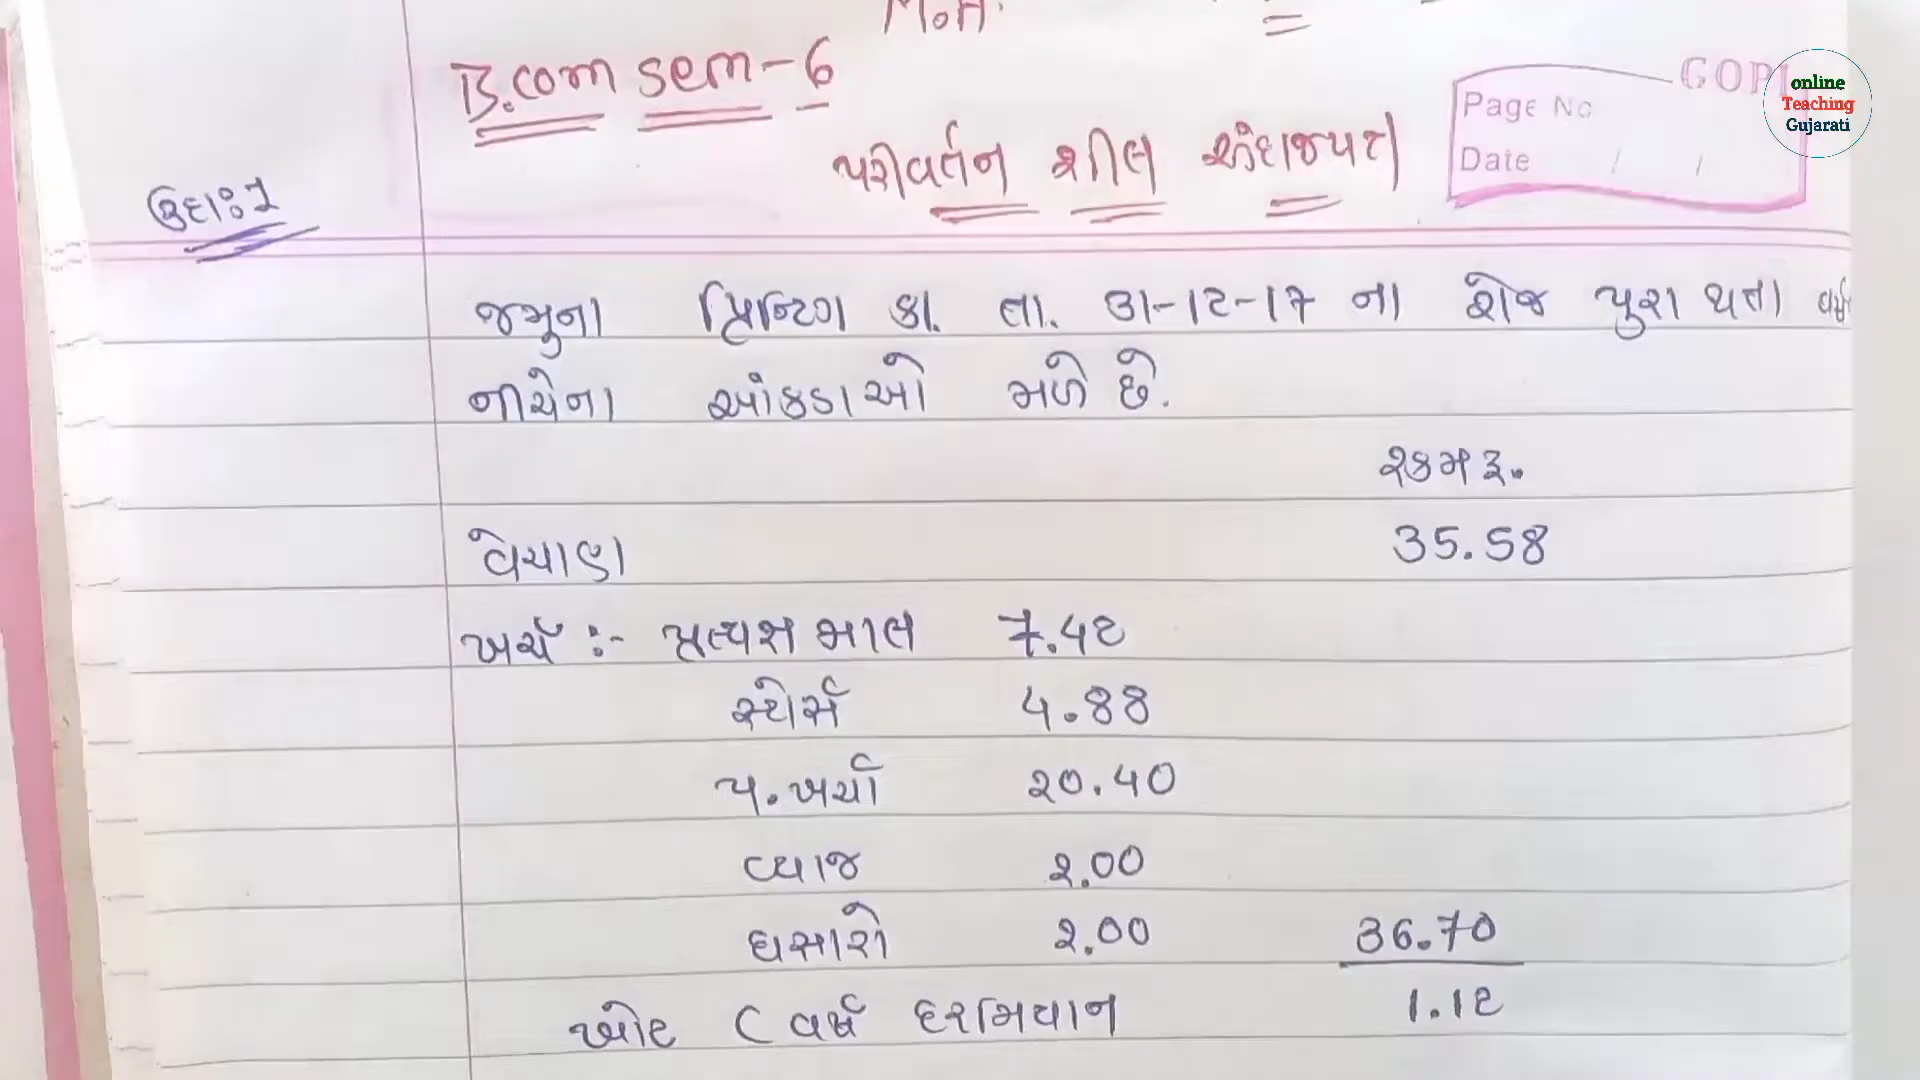 B.com sem-6
GOPI
Page No
Date / /
online
Teaching
Gujarati
પરીવર્તન શીલ અંદાજપત્ર
ઉદા:1
જમુના પ્રિન્ટિંગ કા. તા. 31-12-17 ના રોજ પુરા થતા વર્ષ
નીચેના આંકડાઓ મળે છે.
રકમ રૂ.
વેચાણ 35.58
ખર્ચ :- પ્રત્યક્ષ માલ 7.42
સ્ટોર્સ 4.88
પ.ખર્ચા 20.40
વ્યાજ 2.00
ઘસારો 2.00 36.70
ખોટ (વર્ષ દરમિયાન 1.12